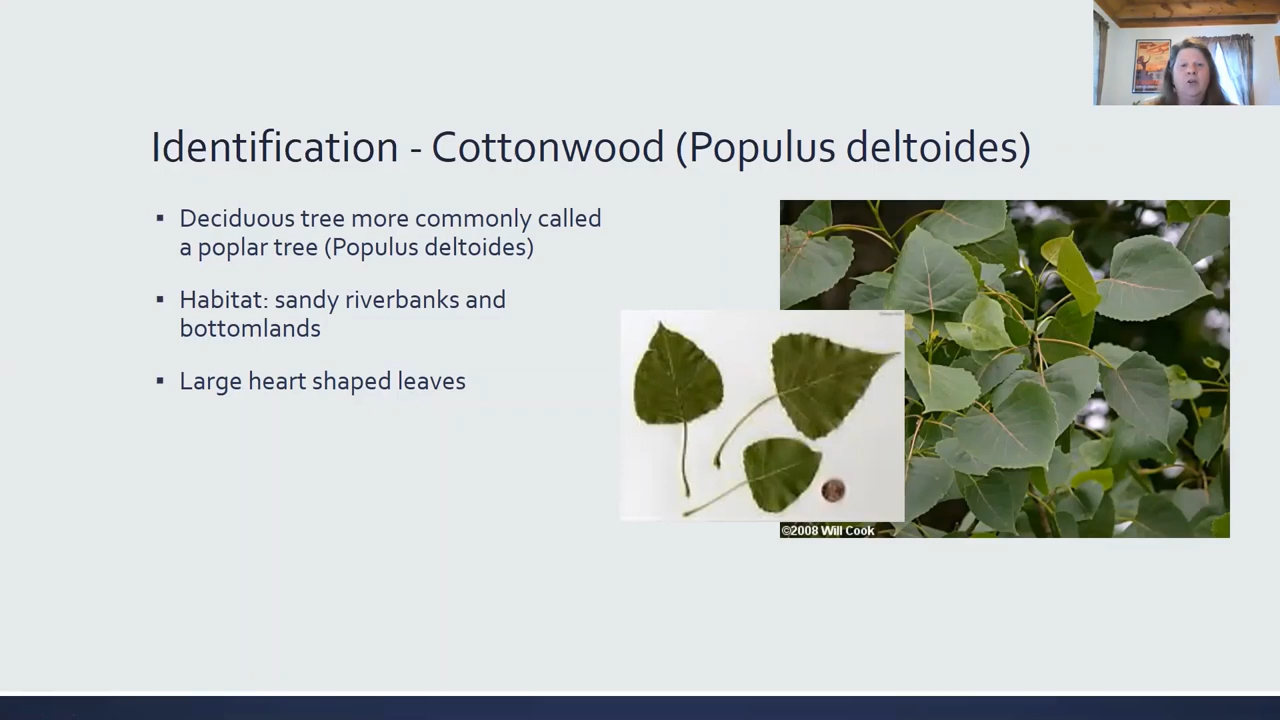 Identification - Cottonwood (Populus deltoides)
▪ Deciduous tree more commonly called
a poplar tree (Populus deltoides)
▪ Habitat: sandy riverbanks and
bottomlands
▪ Large heart shaped leaves
©2008 Will Cook